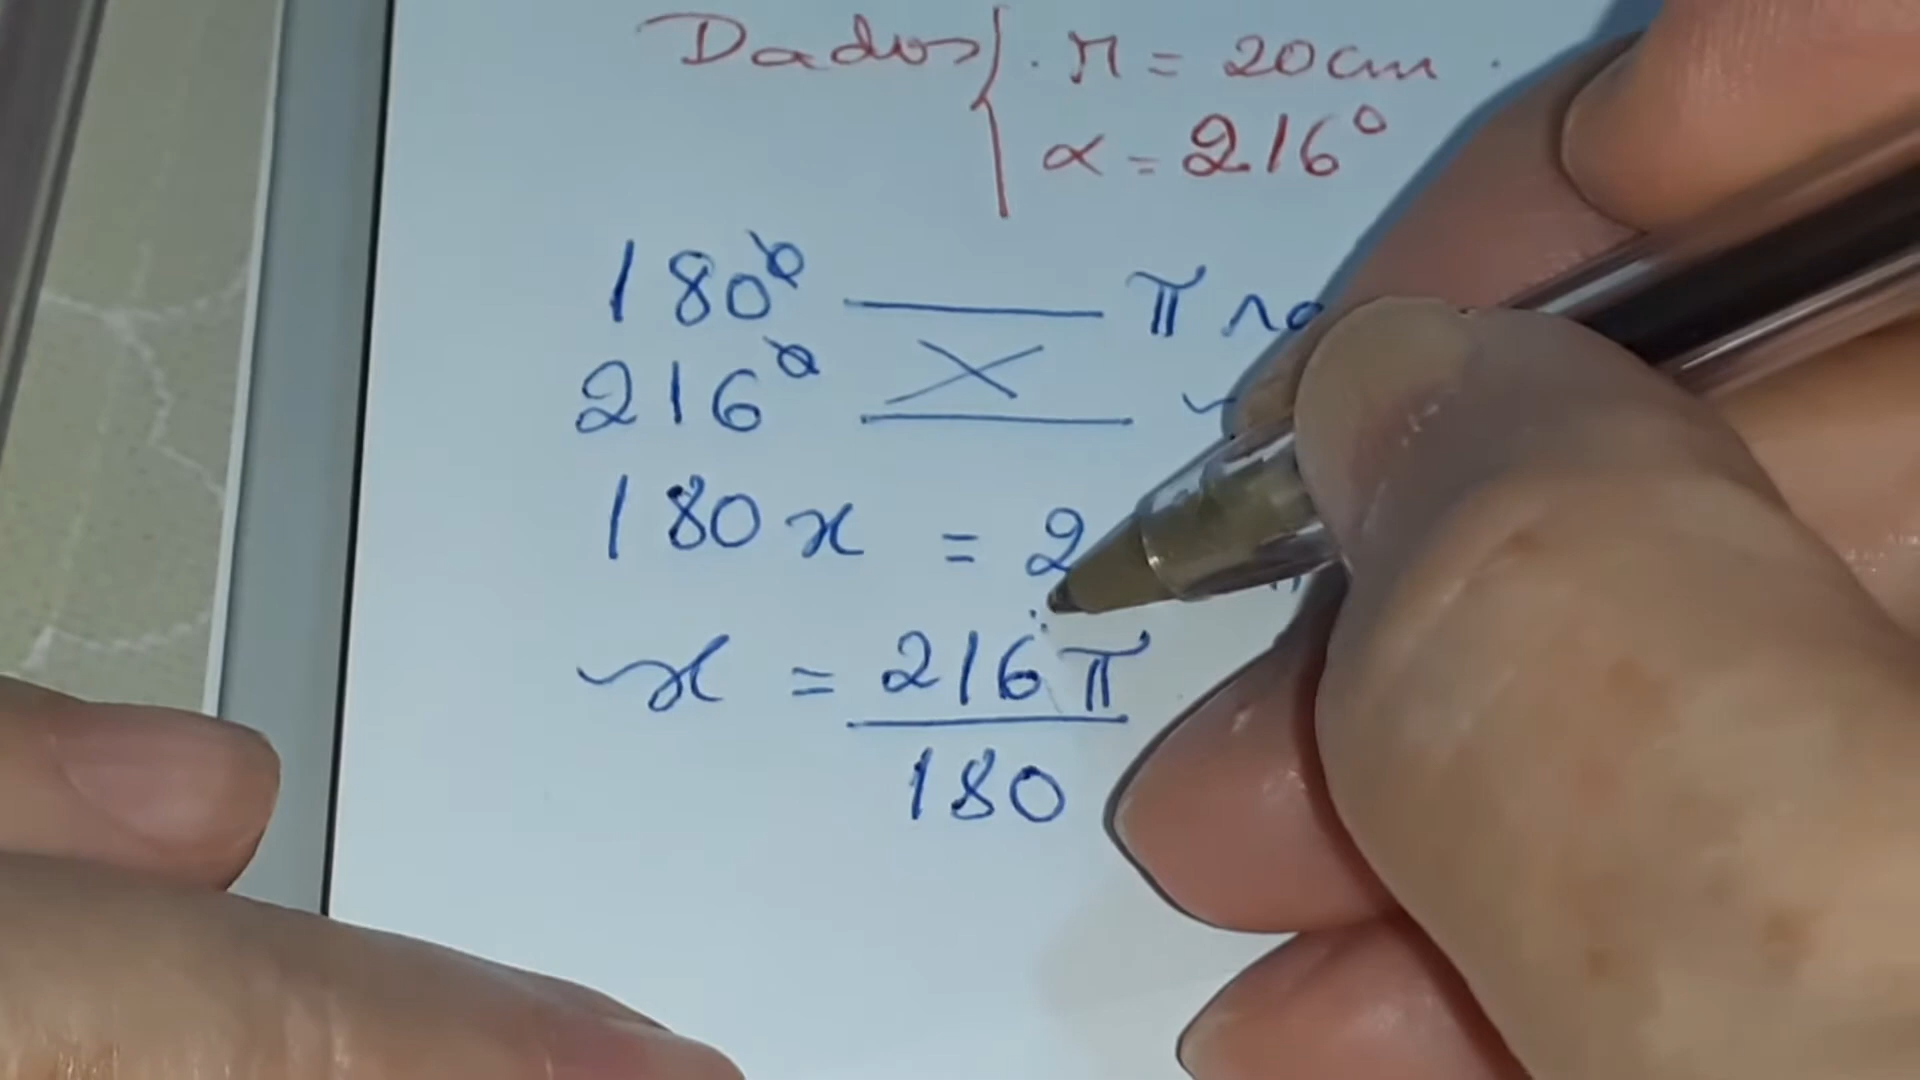 Dados { . r = 20cm .
α = 216°
180° —— π
216° ——
180x = 2
x = 216π
180